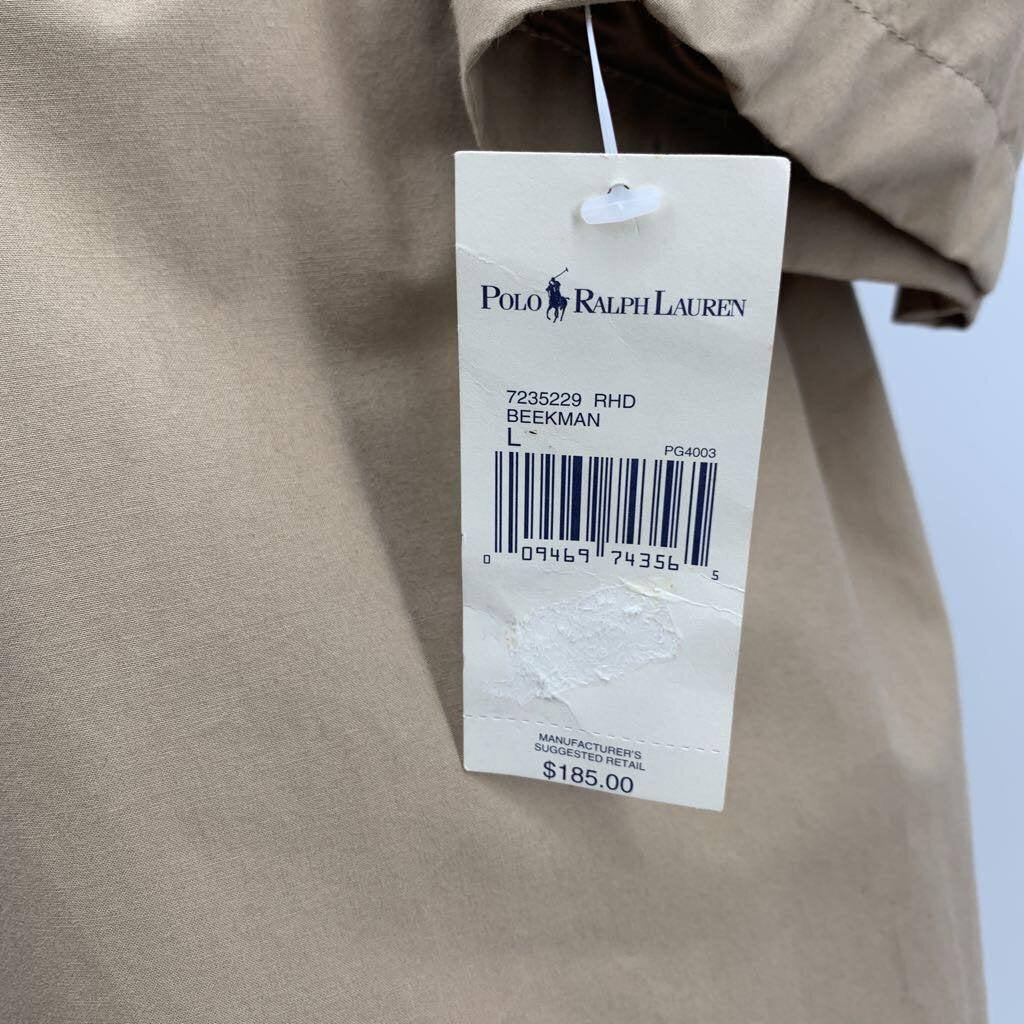 POLO RALPH LAUREN
7235229 RHD
BEEKMAN
L
PG4003
0 09469 74356 5
MANUFACTURER'S
SUGGESTED RETAIL
$185.00